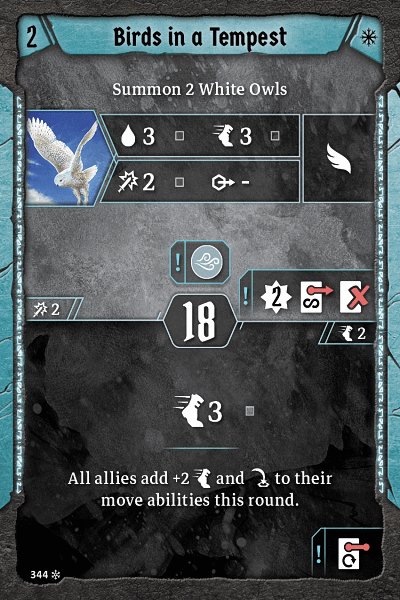 2 Birds in a Tempest
Summon 2 White Owls
3 3
2 -
! 
! 2
2 18 2
3
All allies add +2 and to their
move abilities this round.
!
344